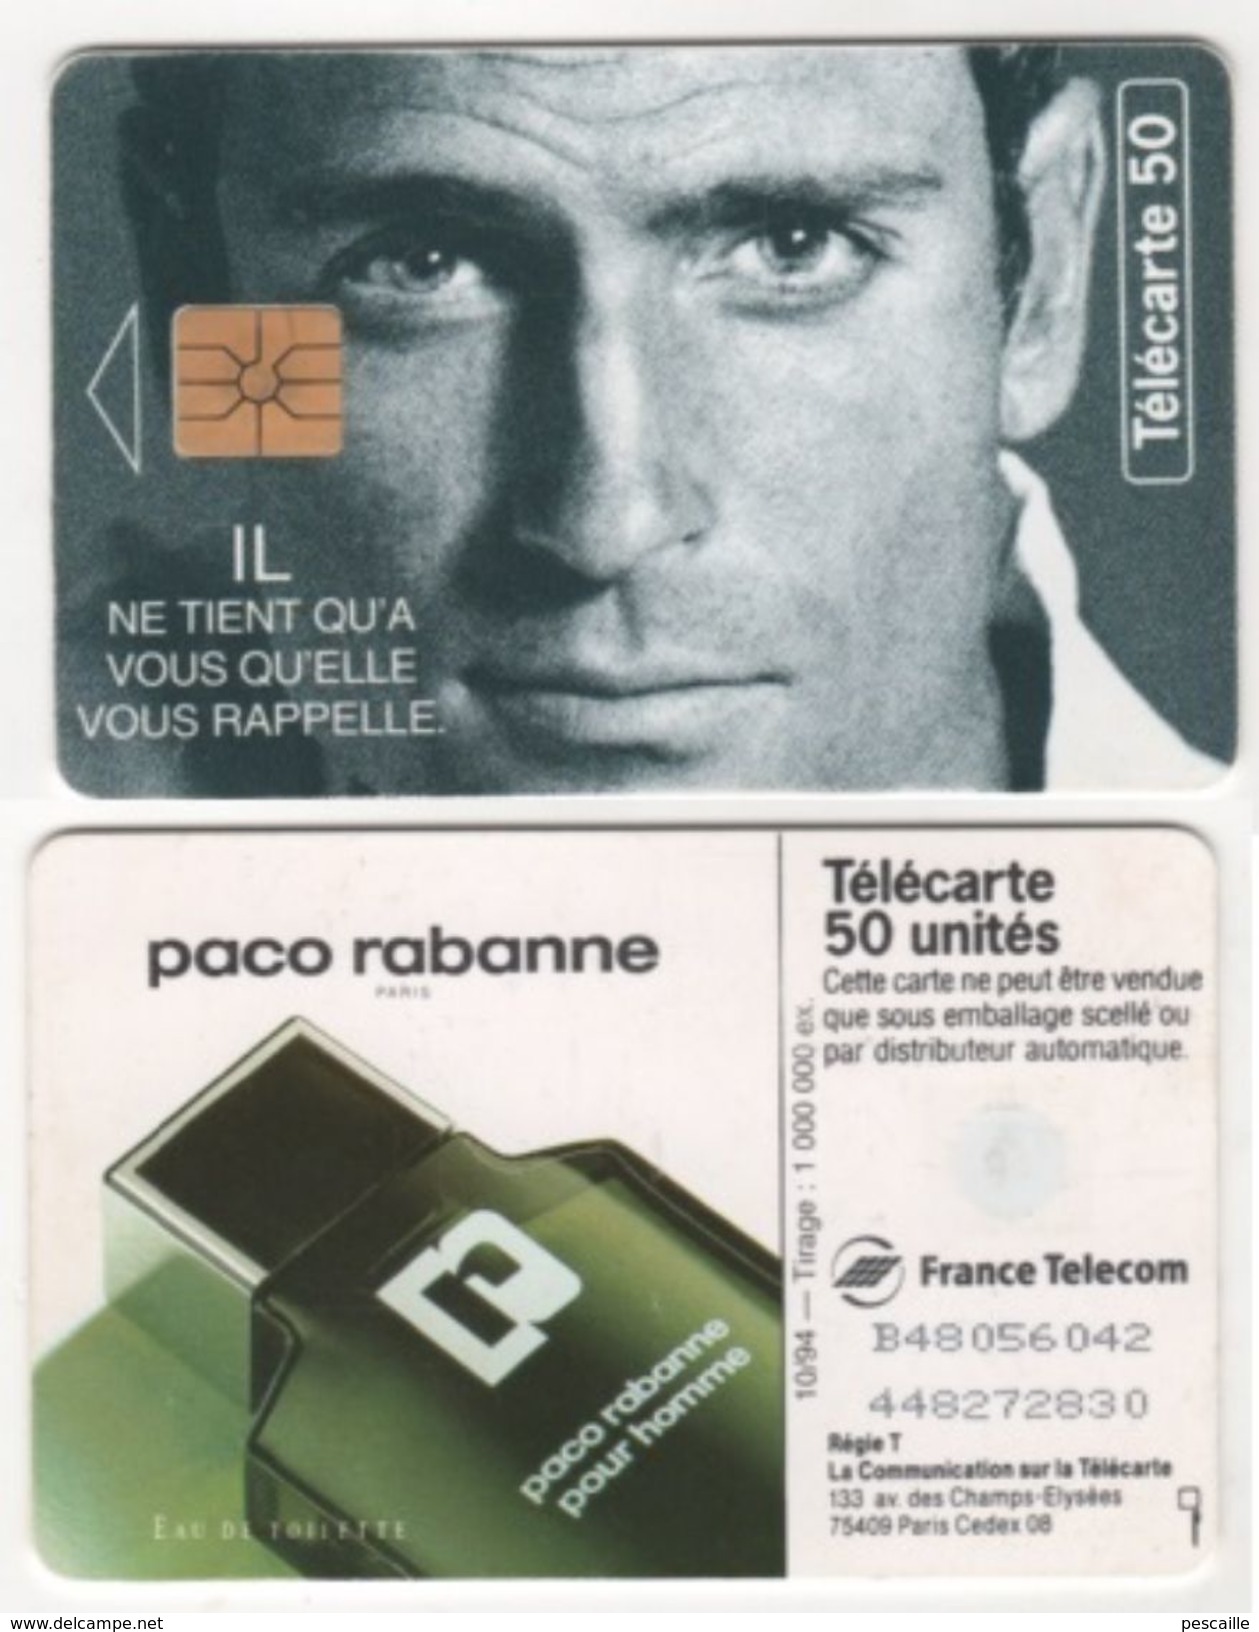 Télécarte 50
IL
NE TIENT QU'A
VOUS QU'ELLE
VOUS RAPPELLE.
paco rabanne
PARIS
paco rabanne
pour homme
EAU DE TOILETTE
10/94 — Tirage : 1 000 000 ex.
Télécarte
50 unités
Cette carte ne peut être vendue
que sous emballage scellé ou
par distributeur automatique.
France Telecom
B48056042
448272830
Régie T
La Communication sur la Télécarte
133 av. des Champs-Elysées
75409 Paris Cedex 08
www.delcampe.net
pescaille